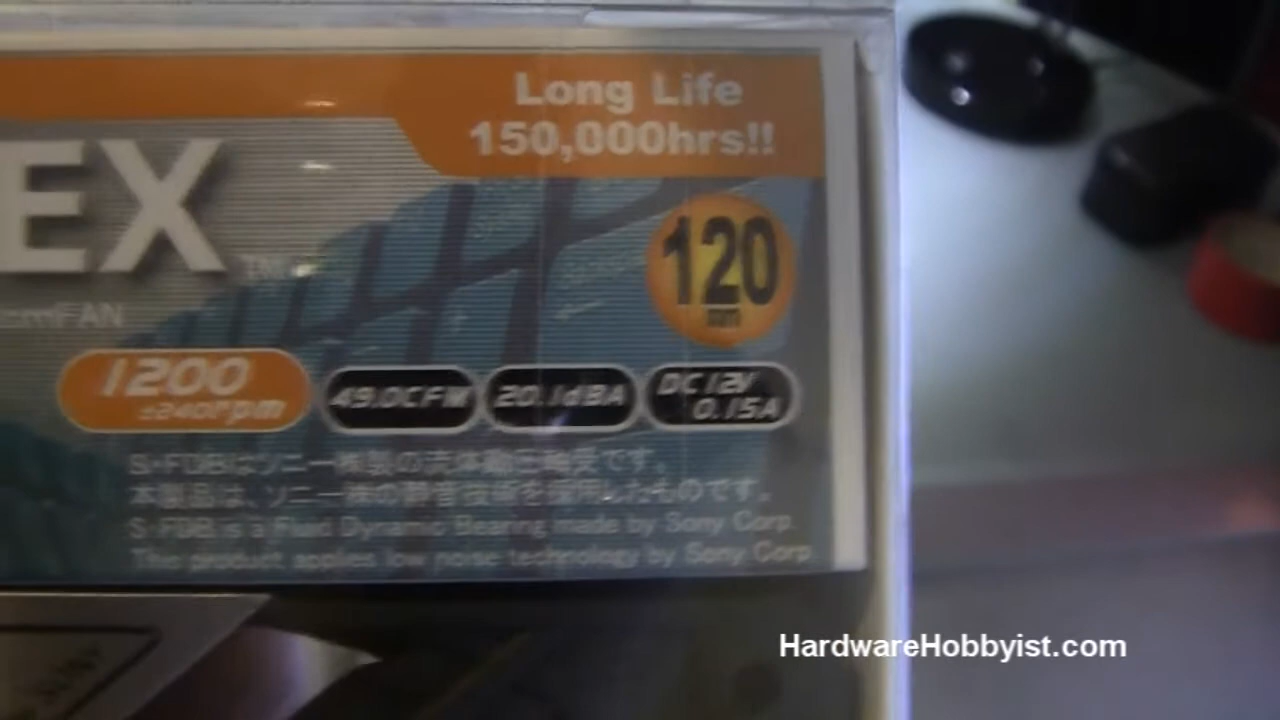 Long Life
150,000hrs!!
EX
TM
mFAN
120
mm
1200
±240rpm
49.0CFM
20.1dBA
DC12V
0.15A
S・FDBはソニー㈱製の流体動圧軸受です。
本製品は、ソニー㈱の静音技術を採用したものです。
S・FDB is a Fluid Dynamic Bearing made by Sony Corp.
This product applies low noise technology by Sony Corp.
HardwareHobbyist.com